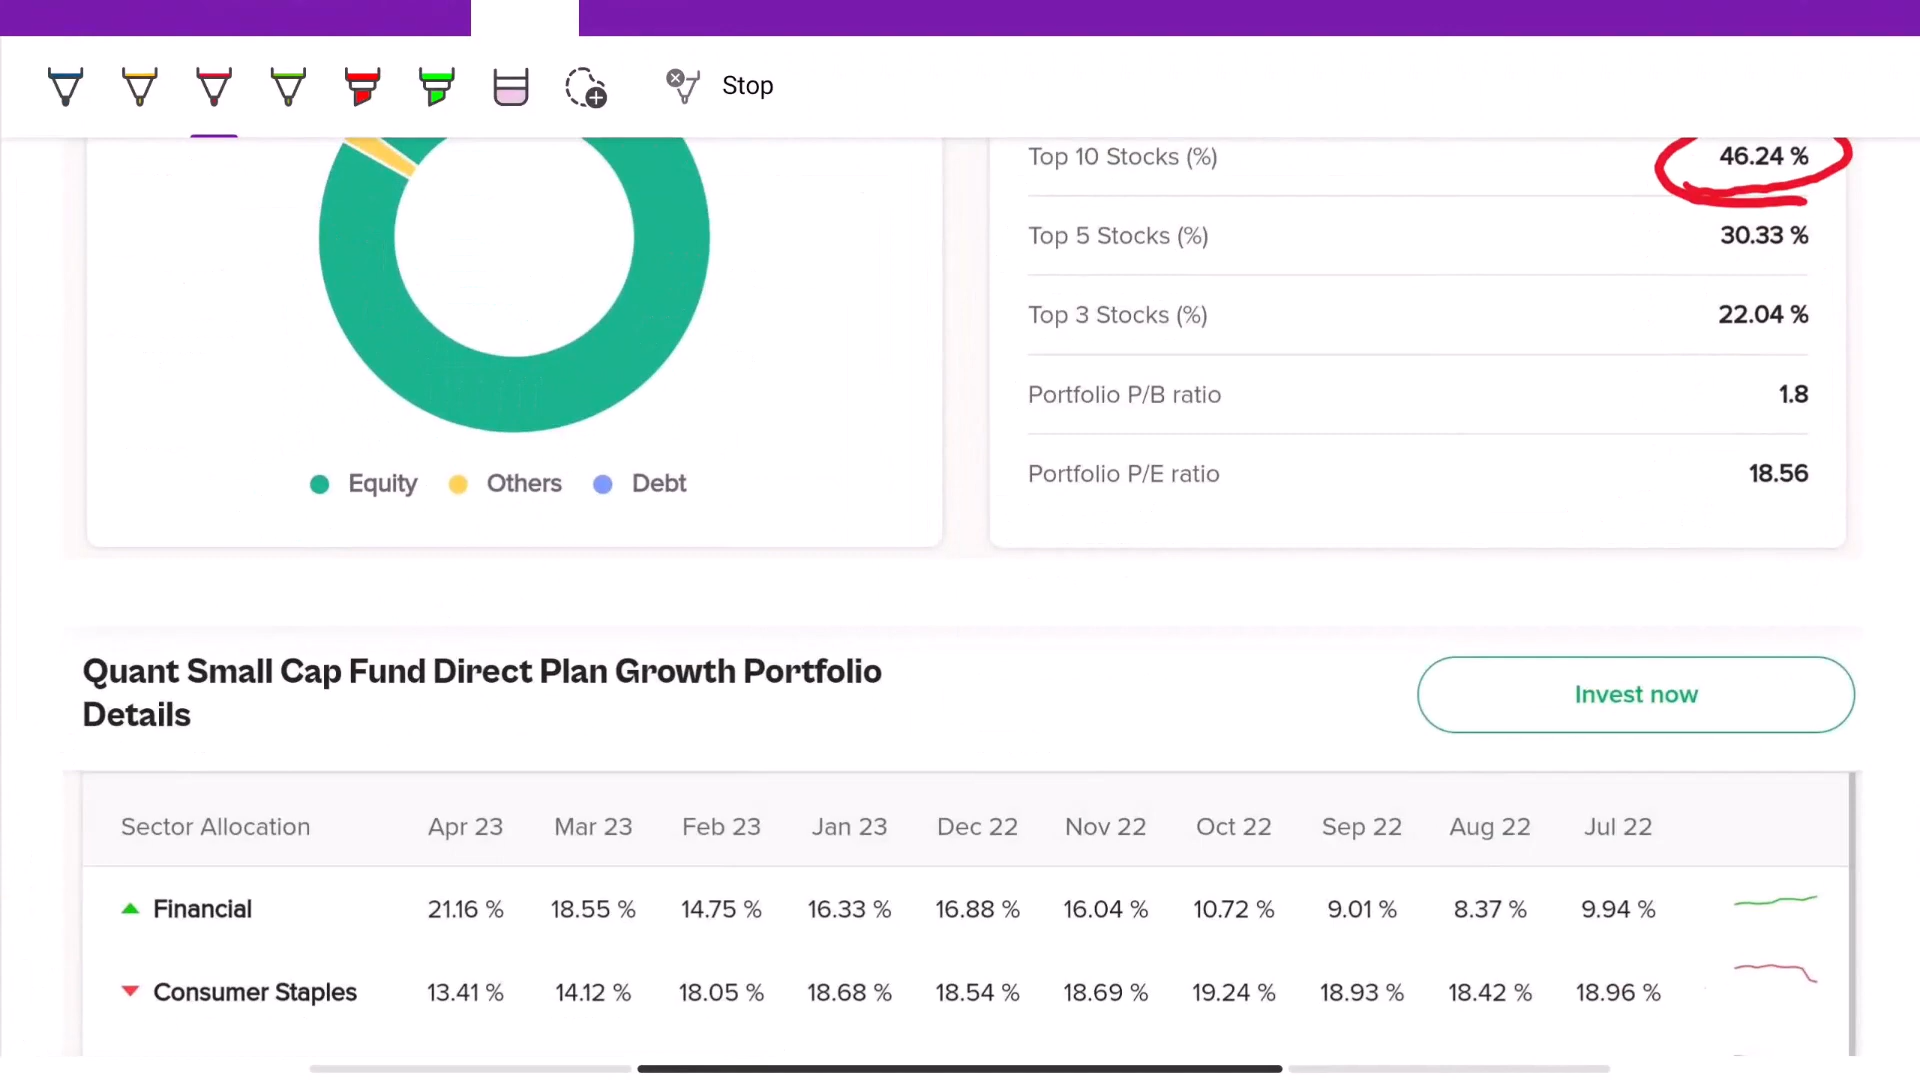 Stop
Top 10 Stocks (%) 46.24 %
Top 5 Stocks (%) 30.33 %
Top 3 Stocks (%) 22.04 %
Portfolio P/B ratio 1.8
Portfolio P/E ratio 18.56
Equity Others Debt
Quant Small Cap Fund Direct Plan Growth Portfolio
Details
Invest now
Sector Allocation Apr 23 Mar 23 Feb 23 Jan 23 Dec 22 Nov 22 Oct 22 Sep 22 Aug 22 Jul 22
Financial 21.16 % 18.55 % 14.75 % 16.33 % 16.88 % 16.04 % 10.72 % 9.01 % 8.37 % 9.94 %
Consumer Staples 13.41 % 14.12 % 18.05 % 18.68 % 18.54 % 18.69 % 19.24 % 18.93 % 18.42 % 18.96 %